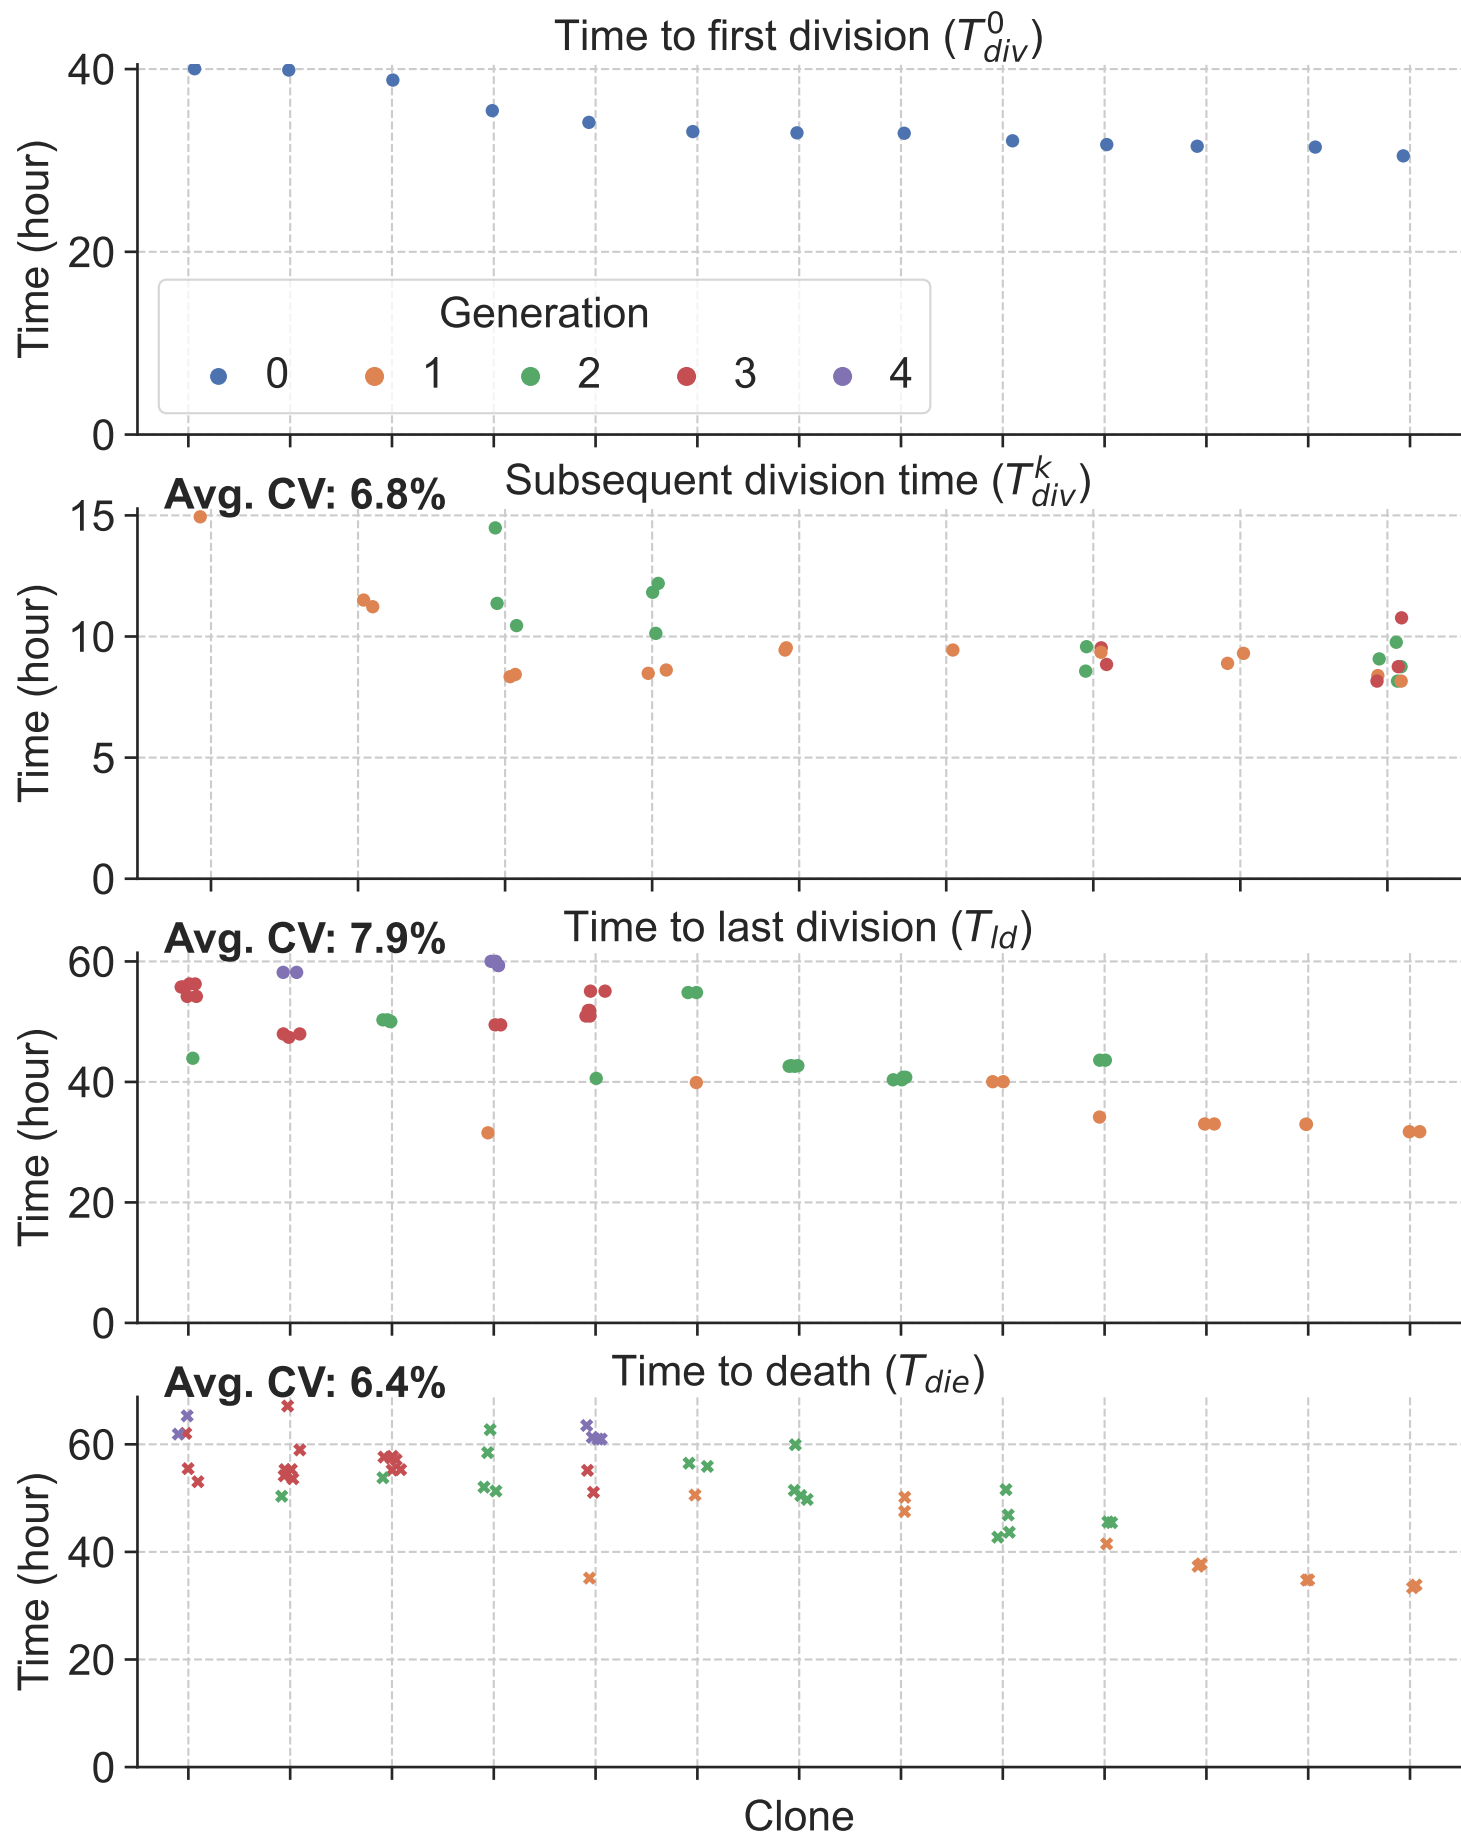 Time to first division (T⁰div)
40
20
0
Time (hour)
Generation
0 1 2 3 4
Avg. CV: 6.8%
Subsequent division time (Tᵏdiv)
15
10
5
0
Time (hour)
Avg. CV: 7.9%
Time to last division (Tld)
60
40
20
0
Time (hour)
Avg. CV: 6.4%
Time to death (Tdie)
60
40
20
0
Time (hour)
Clone